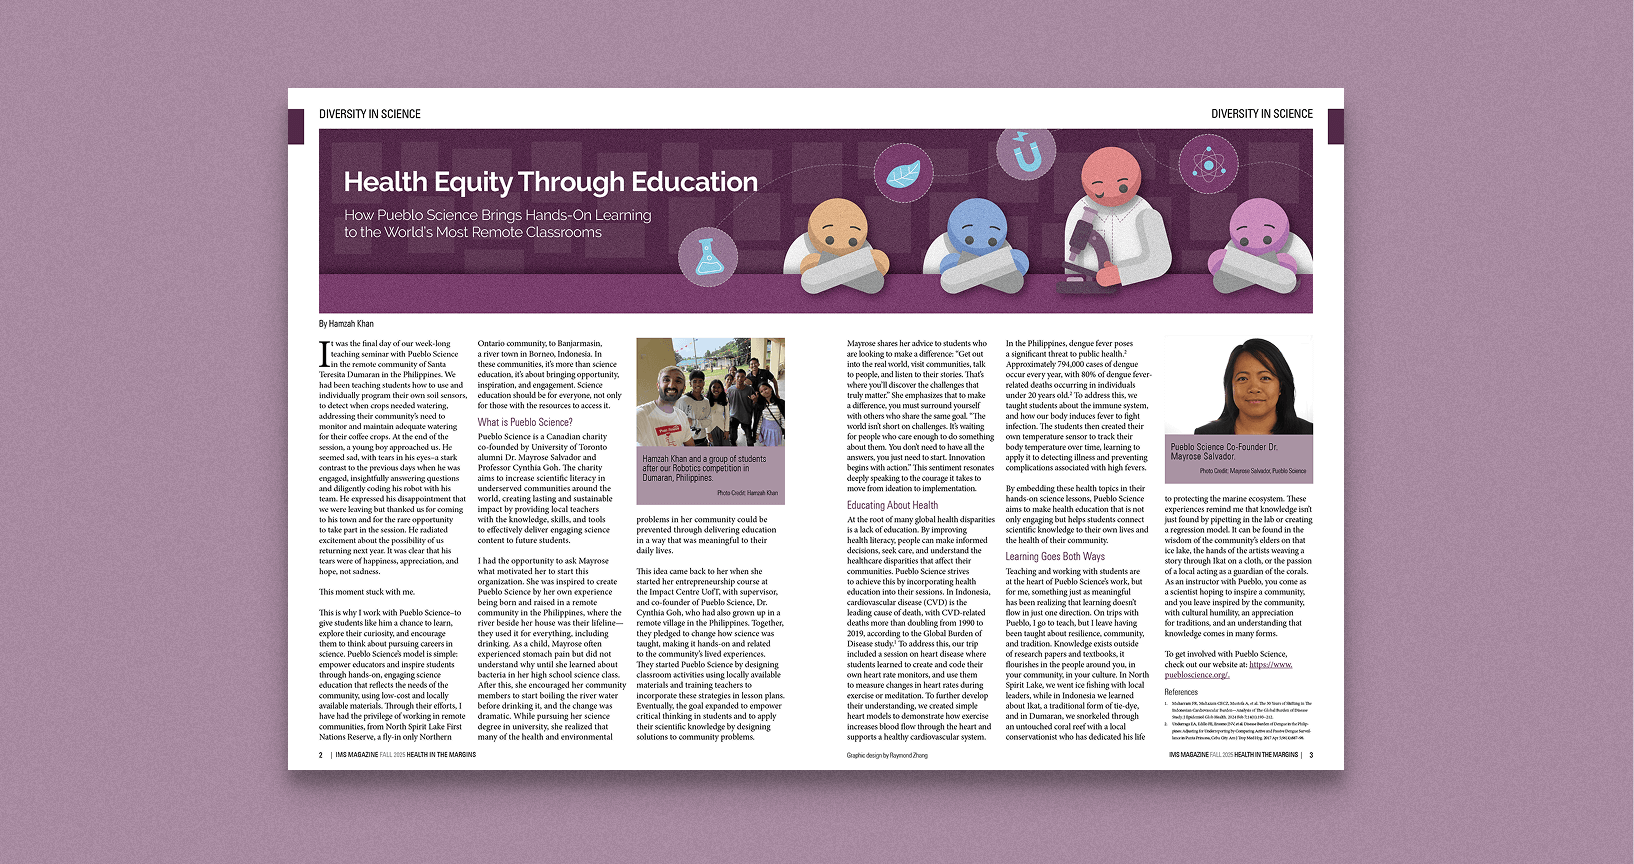 DIVERSITY IN SCIENCE
DIVERSITY IN SCIENCE
Health Equity Through Education
How Pueblo Science Brings Hands-On Learning
to the World's Most Remote Classrooms
By Hamzah Khan
It was the final day of our week-long
teaching seminar with Pueblo Science
in the remote community of Santa
Teresita Dumaran in the Philippines. We
had been teaching students how to use and
individually program their own soil sensors,
to detect when crops needed watering,
addressing their community's need to
monitor and maintain adequate watering
for their coffee crops. At the end of the
session, a young boy approached us. He
seemed sad, with tears in his eyes–a stark
contrast to the previous days when he was
engaged, insightfully answering questions
and diligently coding his robot with his
team. He expressed his disappointment that
we were leaving but thanked us for coming
to his town and for the rare opportunity
to take part in the session. He radiated
excitement about the possibility of us
returning next year. It was clear that his
tears were of happiness, appreciation, and
hope, not sadness.
This moment stuck with me.
This is why I work with Pueblo Science–to
give students like him a chance to learn,
explore their curiosity, and encourage
them to think about pursuing careers in
science. Pueblo Science's model is simple:
empower educators and inspire students
through hands-on, engaging science
education that reflects the needs of the
community, using low-cost and locally
available materials. Through their efforts, I
have had the privilege of working in remote
communities, from North Spirit Lake First
Nations Reserve, a fly-in only Northern
Ontario community, to Banjarmasin,
a river town in Borneo, Indonesia. In
these communities, it's more than science
education, it's about bringing opportunity,
inspiration, and engagement. Science
education should be for everyone, not only
for those with the resources to access it.
What is Pueblo Science?
Pueblo Science is a Canadian charity
co-founded by University of Toronto
alumni Dr. Mayrose Salvador and
Professor Cynthia Goh. The charity
aims to increase scientific literacy in
underserved communities around the
world, creating lasting and sustainable
impact by providing local teachers
with the knowledge, skills, and tools
to effectively deliver engaging science
content to future students.
I had the opportunity to ask Mayrose
what motivated her to start this
organization. She was inspired to create
Pueblo Science by her own experience
being born and raised in a remote
community in the Philippines, where the
river beside her house was their lifeline—
they used it for everything, including
drinking. As a child, Mayrose often
experienced stomach pain but did not
understand why until she learned about
bacteria in her high school science class.
After this, she encouraged her community
members to start boiling the river water
before drinking it, and the change was
dramatic. While pursuing her science
degree in university, she realized that
many of the health and environmental
Hamzah Khan and a group of students
after our Robotics competition in
Dumaran, Philippines.
Photo Credit: Hamzah Khan
problems in her community could be
prevented through delivering education
in a way that was meaningful to their
daily lives.
This idea came back to her when she
started her entrepreneurship course at
the Impact Centre UofT, with supervisor,
and co-founder of Pueblo Science, Dr.
Cynthia Goh, who had also grown up in a
remote village in the Philippines. Together,
they pledged to change how science was
taught, making it hands-on and related
to the community's lived experiences.
They started Pueblo Science by designing
classroom activities using locally available
materials and training teachers to
incorporate these strategies in lesson plans.
Eventually, the goal expanded to empower
critical thinking in students and to apply
their scientific knowledge by designing
solutions to community problems.
Mayrose shares her advice to students who
are looking to make a difference: "Get out
into the real world, visit communities, talk
to people, and listen to their stories. That's
where you'll discover the challenges that
truly matter." She emphasizes that to make
a difference, you must surround yourself
with others who share the same goal. "The
world isn't short on challenges. It's waiting
for people who care enough to do something
about them. You don't need to have all the
answers, you just need to start. Innovation
begins with action." This sentiment resonates
deeply speaking to the courage it takes to
move from ideation to implementation.
Educating About Health
At the root of many global health disparities
is a lack of education. By improving
health literacy, people can make informed
decisions, seek care, and understand the
healthcare disparities that affect their
communities. Pueblo Science strives
to achieve this by incorporating health
education into their sessions. In Indonesia,
cardiovascular disease (CVD) is the
leading cause of death, with CVD-related
deaths more than doubling from 1990 to
2019, according to the Global Burden of
Disease study.¹ To address this, our trip
included a session on heart disease where
students learned to create and code their
own heart rate monitors, and use them
to measure changes in heart rates during
exercise or meditation. To further develop
their understanding, we created simple
heart models to demonstrate how exercise
increases blood flow through the heart and
supports a healthy cardiovascular system.
In the Philippines, dengue fever poses
a significant threat to public health.²
Approximately 794,000 cases of dengue
occur every year, with 80% of dengue fever-
related deaths occurring in individuals
under 20 years old.² To address this, we
taught students about the immune system,
and how our body induces fever to fight
infection. The students then created their
own temperature sensor to track their
body temperature over time, learning to
apply it to detecting illness and preventing
complications associated with high fevers.
By embedding these health topics in their
hands-on science lessons, Pueblo Science
aims to make health education that is not
only engaging but helps students connect
scientific knowledge to their own lives and
the health of their community.
Learning Goes Both Ways
Teaching and working with students are
at the heart of Pueblo Science's work, but
for me, something just as meaningful
has been realizing that learning doesn't
flow in just one direction. On trips with
Pueblo, I go to teach, but I leave having
been taught about resilience, community,
and tradition. Knowledge exists outside
of research papers and textbooks, it
flourishes in the people around you, in
your community, in your culture. In North
Spirit Lake, we went ice fishing with local
leaders, while in Indonesia we learned
about Ikat, a traditional form of tie-dye,
and in Dumaran, we snorkeled through
an untouched coral reef with a local
conservationist who has dedicated his life
Pueblo Science Co-Founder Dr.
Mayrose Salvador.
Photo Credit: Mayrose Salvador, Pueblo Science
to protecting the marine ecosystem. These
experiences remind me that knowledge isn't
just found by pipetting in the lab or creating
a regression model. It can be found in the
wisdom of the community's elders on that
ice lake, the hands of the artists weaving a
story through Ikat on a cloth, or the passion
of a local acting as a guardian of the corals.
As an instructor with Pueblo, you come as
a scientist hoping to inspire a community,
and you leave inspired by the community,
with cultural humility, an appreciation
for traditions, and an understanding that
knowledge comes in many forms.
To get involved with Pueblo Science,
check out our website at: https://www.
puebloscience.org/.
References
2 | IMS MAGAZINE FALL 2025 HEALTH IN THE MARGINS
Graphic design by Raymond Zhang
IMS MAGAZINE FALL 2025 HEALTH IN THE MARGINS | 3